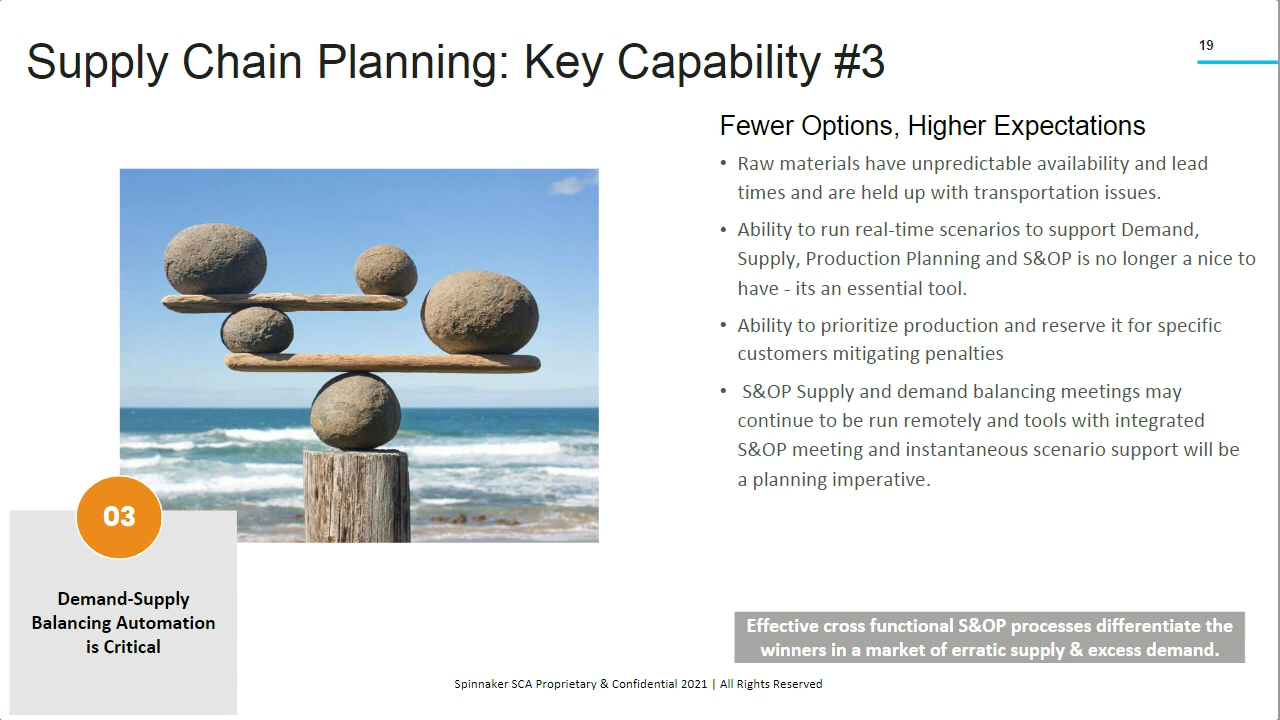 Supply Chain Planning: Key Capability #3
19
Fewer Options, Higher Expectations
• Raw materials have unpredictable availability and lead
times and are held up with transportation issues.
• Ability to run real-time scenarios to support Demand,
Supply, Production Planning and S&OP is no longer a nice to
have - its an essential tool.
• Ability to prioritize production and reserve it for specific
customers mitigating penalties
• S&OP Supply and demand balancing meetings may
continue to be run remotely and tools with integrated
S&OP meeting and instantaneous scenario support will be
a planning imperative.
03
Demand-Supply
Balancing Automation
is Critical
Effective cross functional S&OP processes differentiate the
winners in a market of erratic supply & excess demand.
Spinnaker SCA Proprietary & Confidential 2021 | All Rights Reserved